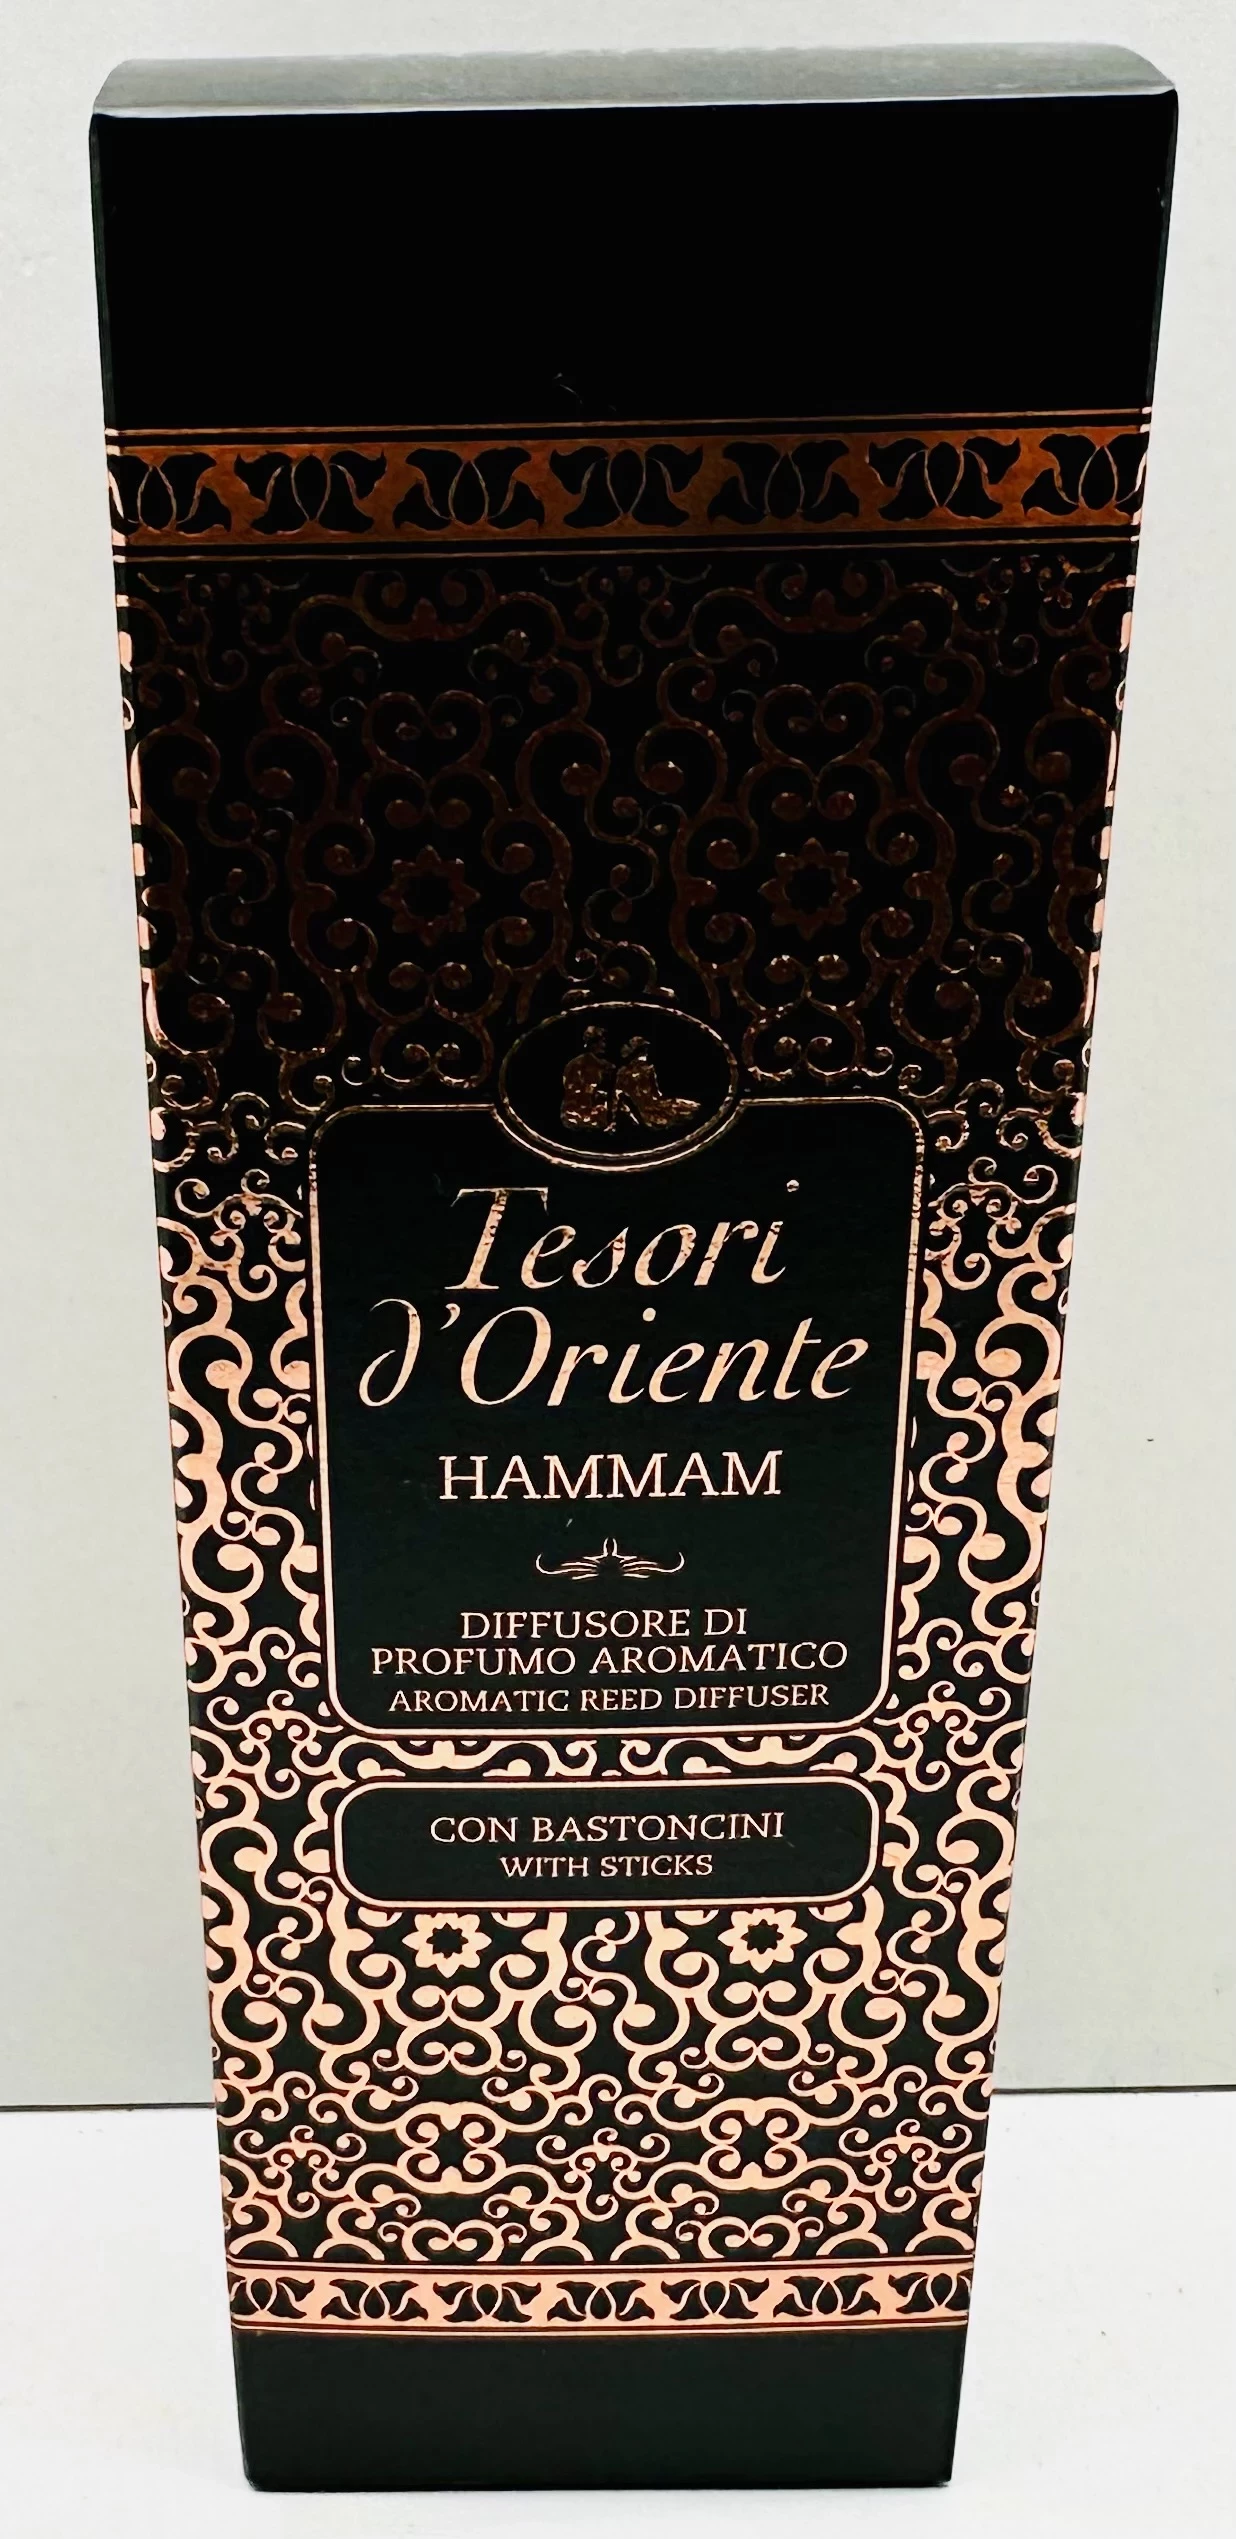 Tesori
d'Oriente
HAMMAM
DIFFUSORE DI
PROFUMO AROMATICO
AROMATIC REED DIFFUSER
CON BASTONCINI
WITH STICKS